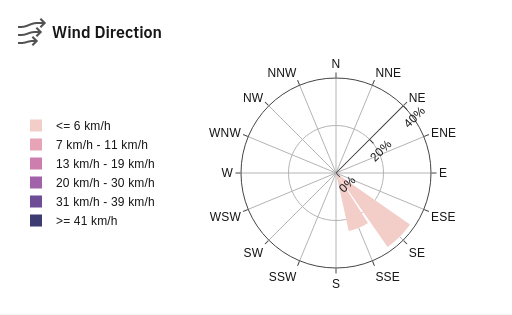 Wind Direction
<= 6 km/h
7 km/h - 11 km/h
13 km/h - 19 km/h
20 km/h - 30 km/h
31 km/h - 39 km/h
>= 41 km/h
N
NNE
NE
ENE
E
ESE
SE
SSE
S
SSW
SW
WSW
W
WNW
NW
NNW
0%
20%
40%